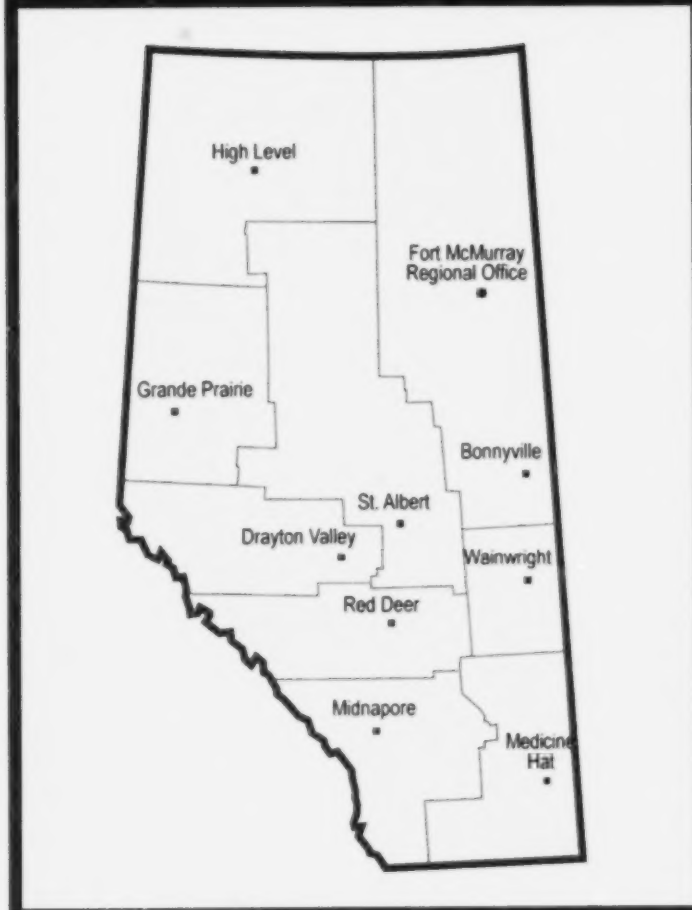 High Level
Fort McMurray
Regional Office
Grande Prairie
Bonnyville
St. Albert
Drayton Valley
Wainwright
Red Deer
Midnapore
Medicine
Hat